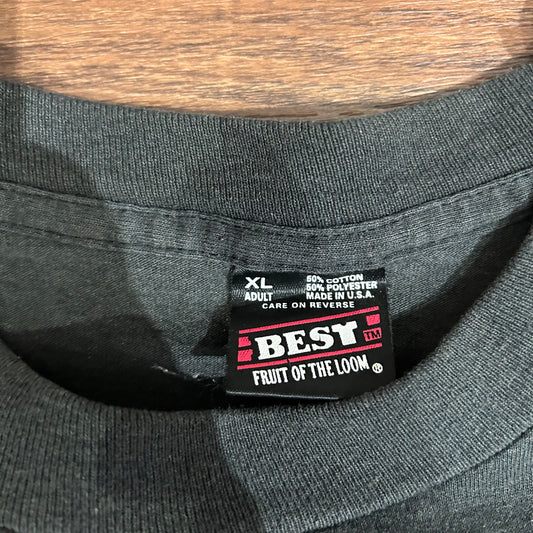 XL
ADULT
50% COTTON
50% POLYESTER
MADE IN U.S.A.
CARE ON REVERSE
BEST TM
FRUIT OF THE LOOM ®